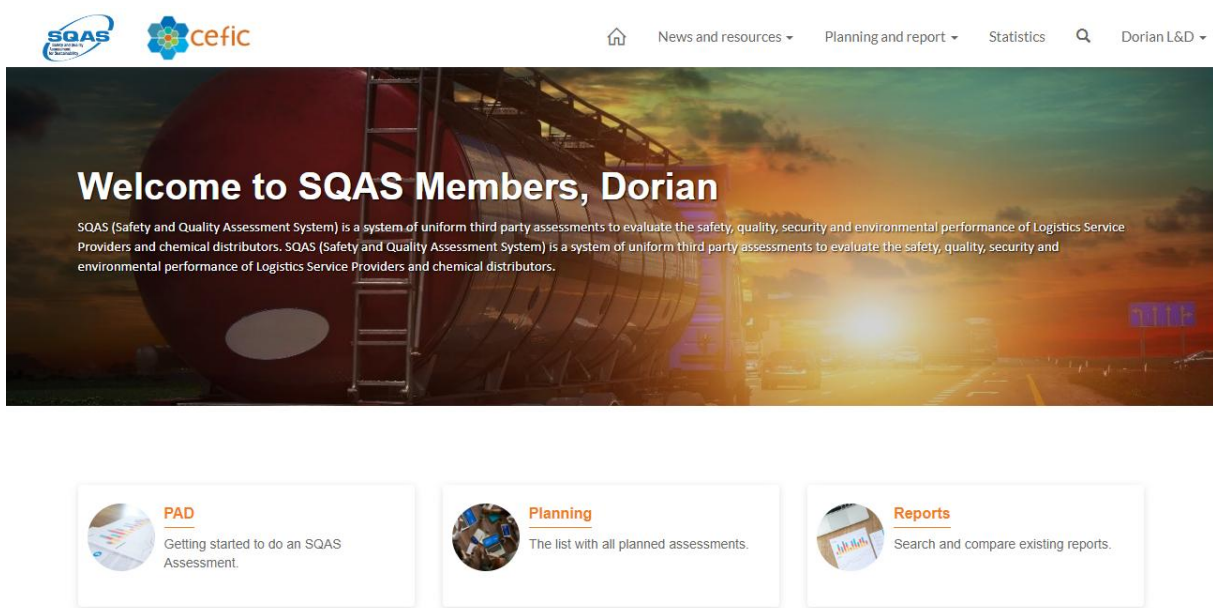 SQAS
cefic
News and resources
Planning and report
Statistics
Dorian L&D
Welcome to SQAS Members, Dorian
SQAS (Safety and Quality Assessment System) is a system of uniform third party assessments to evaluate the safety, quality, security and environmental performance of Logistics Service
Providers and chemical distributors. SQAS (Safety and Quality Assessment System) is a system of uniform third party assessments to evaluate the safety, quality, security and
environmental performance of Logistics Service Providers and chemical distributors.
PAD
Getting started to do an SQAS
Assessment.
Planning
The list with all planned assessments.
Reports
Search and compare existing reports.